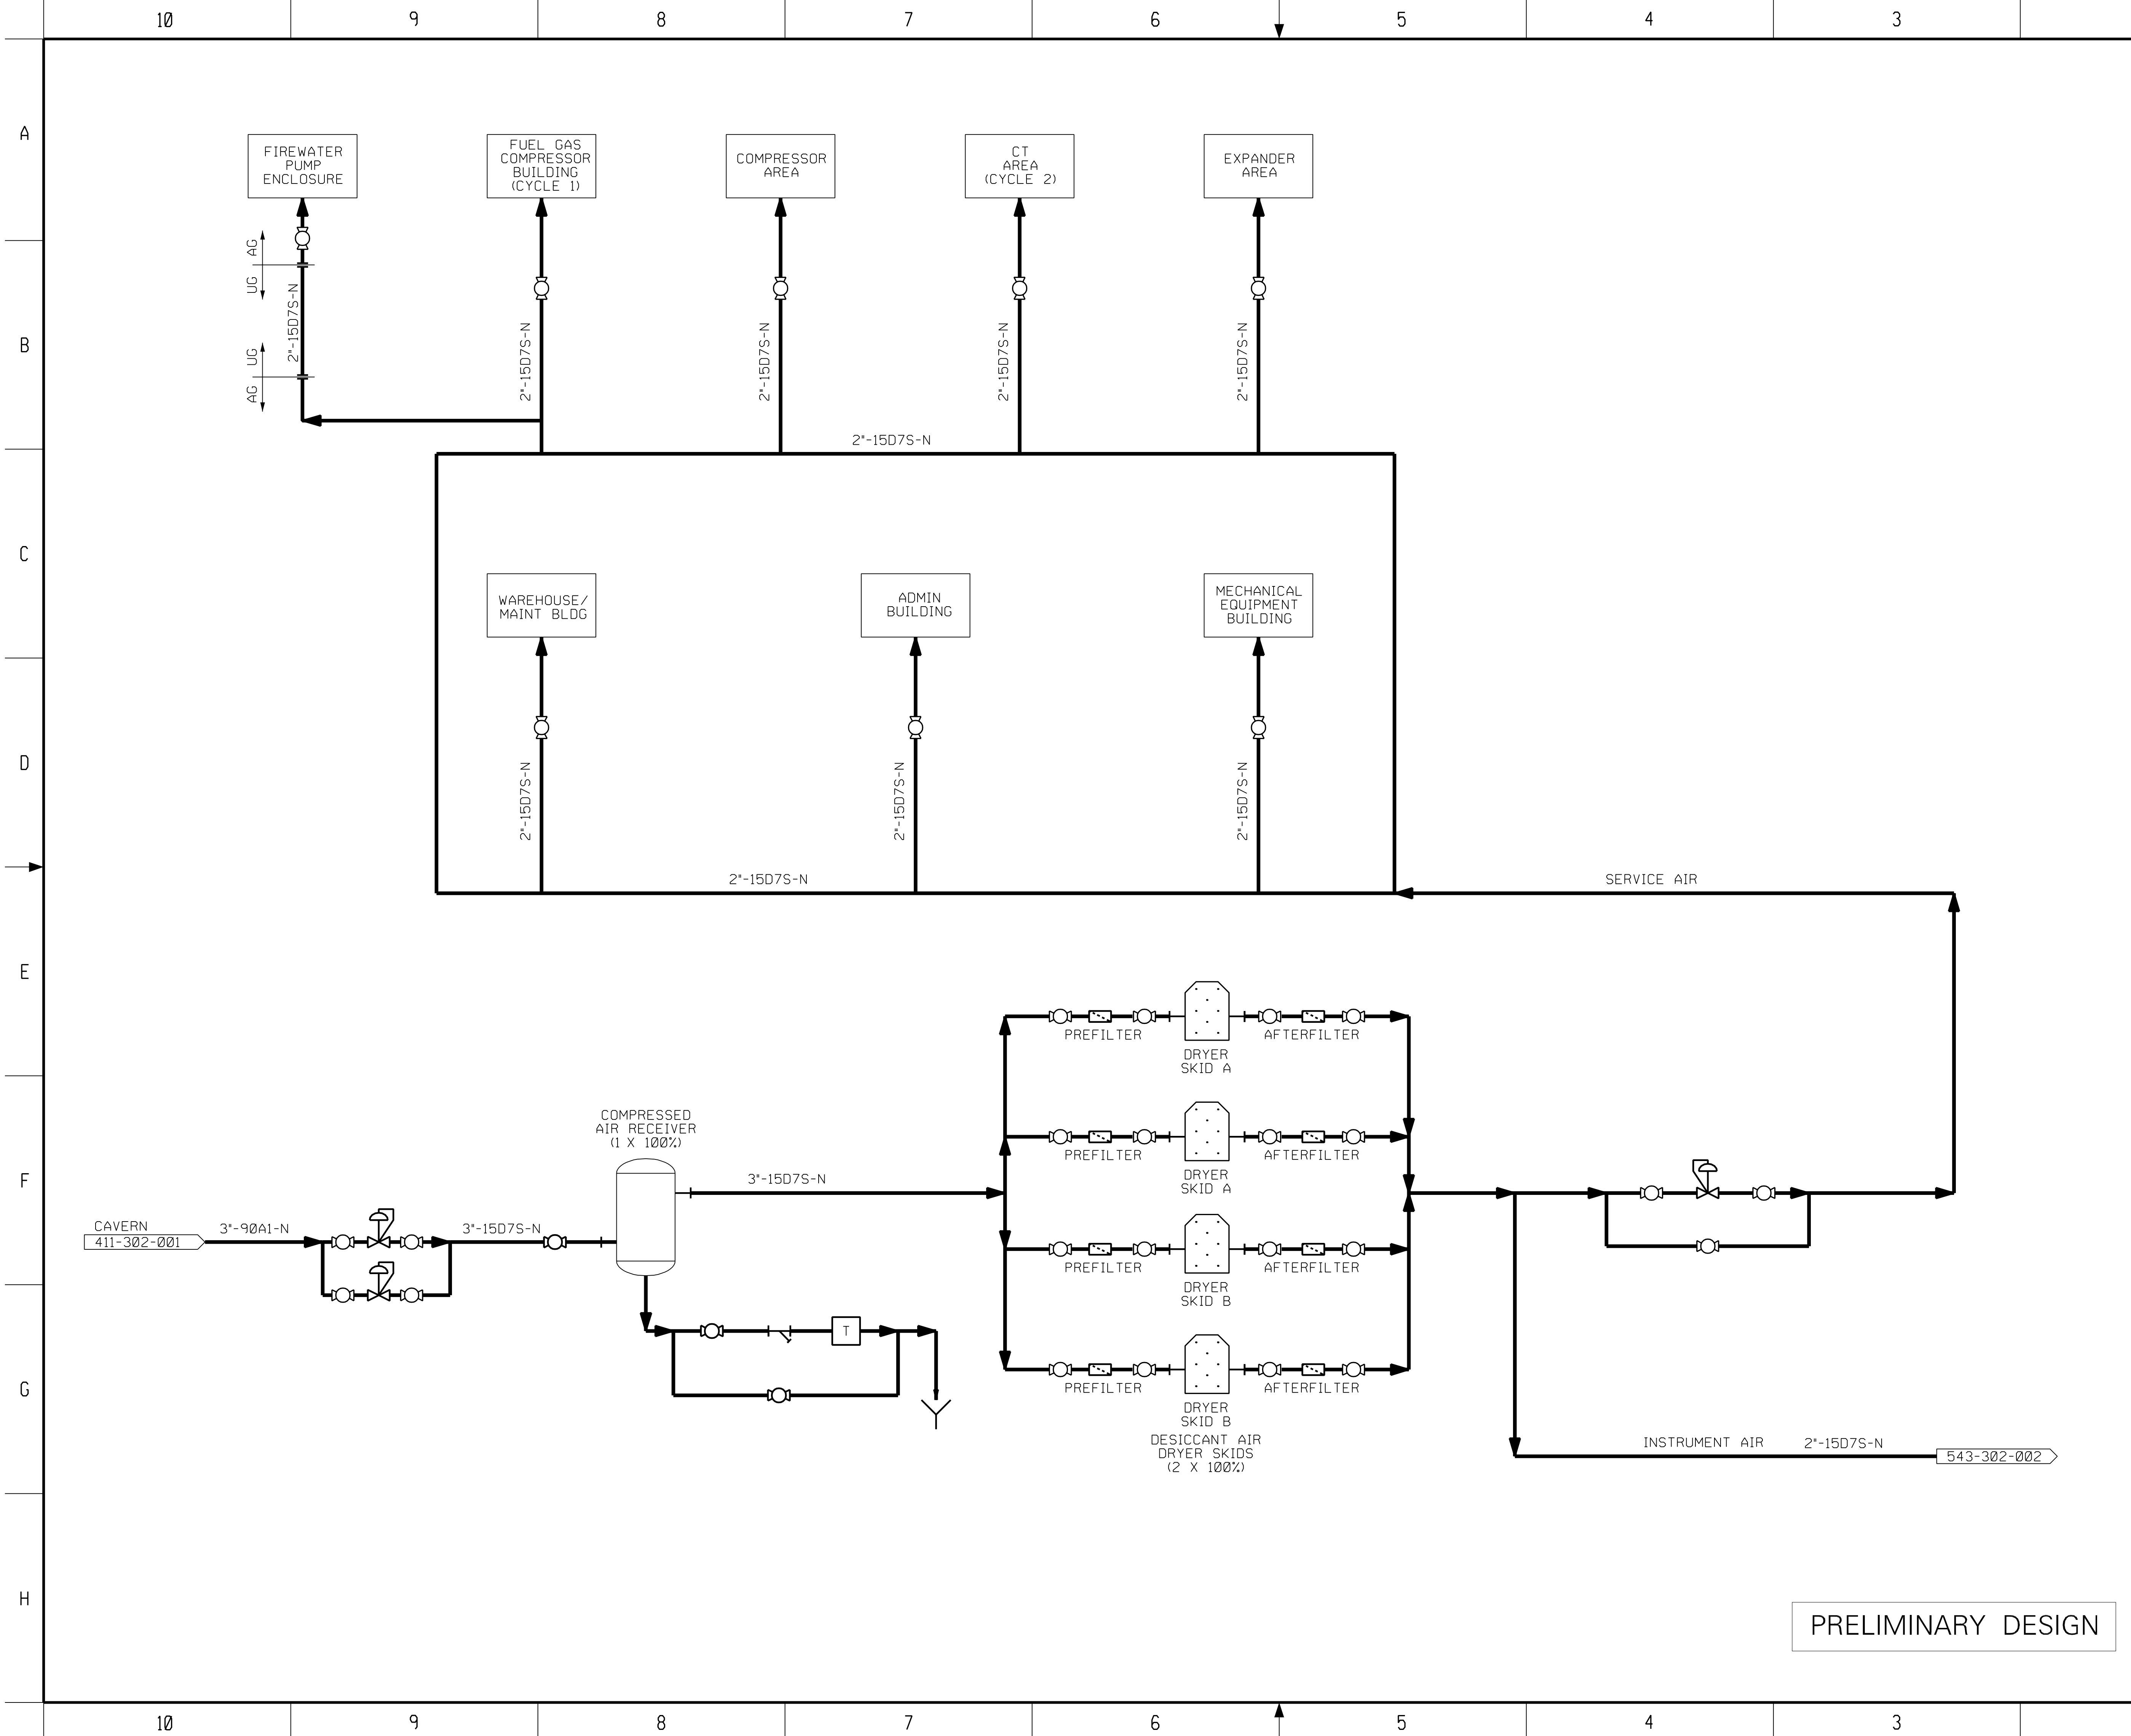 10 9 8 7 6 5 4 3
A
FIREWATER
PUMP
ENCLOSURE
FUEL GAS
COMPRESSOR
BUILDING
(CYCLE 1)
COMPRESSOR
AREA
CT
AREA
(CYCLE 2)
EXPANDER
AREA
AG
UG
2"-15D7S-N
UG
AG
B
2"-15D7S-N
2"-15D7S-N
2"-15D7S-N
2"-15D7S-N
2"-15D7S-N
C
WAREHOUSE/
MAINT BLDG
ADMIN
BUILDING
MECHANICAL
EQUIPMENT
BUILDING
D
2"-15D7S-N
2"-15D7S-N
2"-15D7S-N
2"-15D7S-N
SERVICE AIR
E
PREFILTER
AFTERFILTER
DRYER
SKID A
COMPRESSED
AIR RECEIVER
(1 X 100%)
PREFILTER
AFTERFILTER
DRYER
SKID A
F
3"-15D7S-N
CAVERN
411-302-001
3"-90A1-N
3"-15D7S-N
PREFILTER
AFTERFILTER
DRYER
SKID B
T
G
PREFILTER
AFTERFILTER
DRYER
SKID B
DESICCANT AIR
DRYER SKIDS
(2 X 100%)
INSTRUMENT AIR
2"-15D7S-N
543-302-002
H
PRELIMINARY DESIGN
10 9 8 7 6 5 4 3